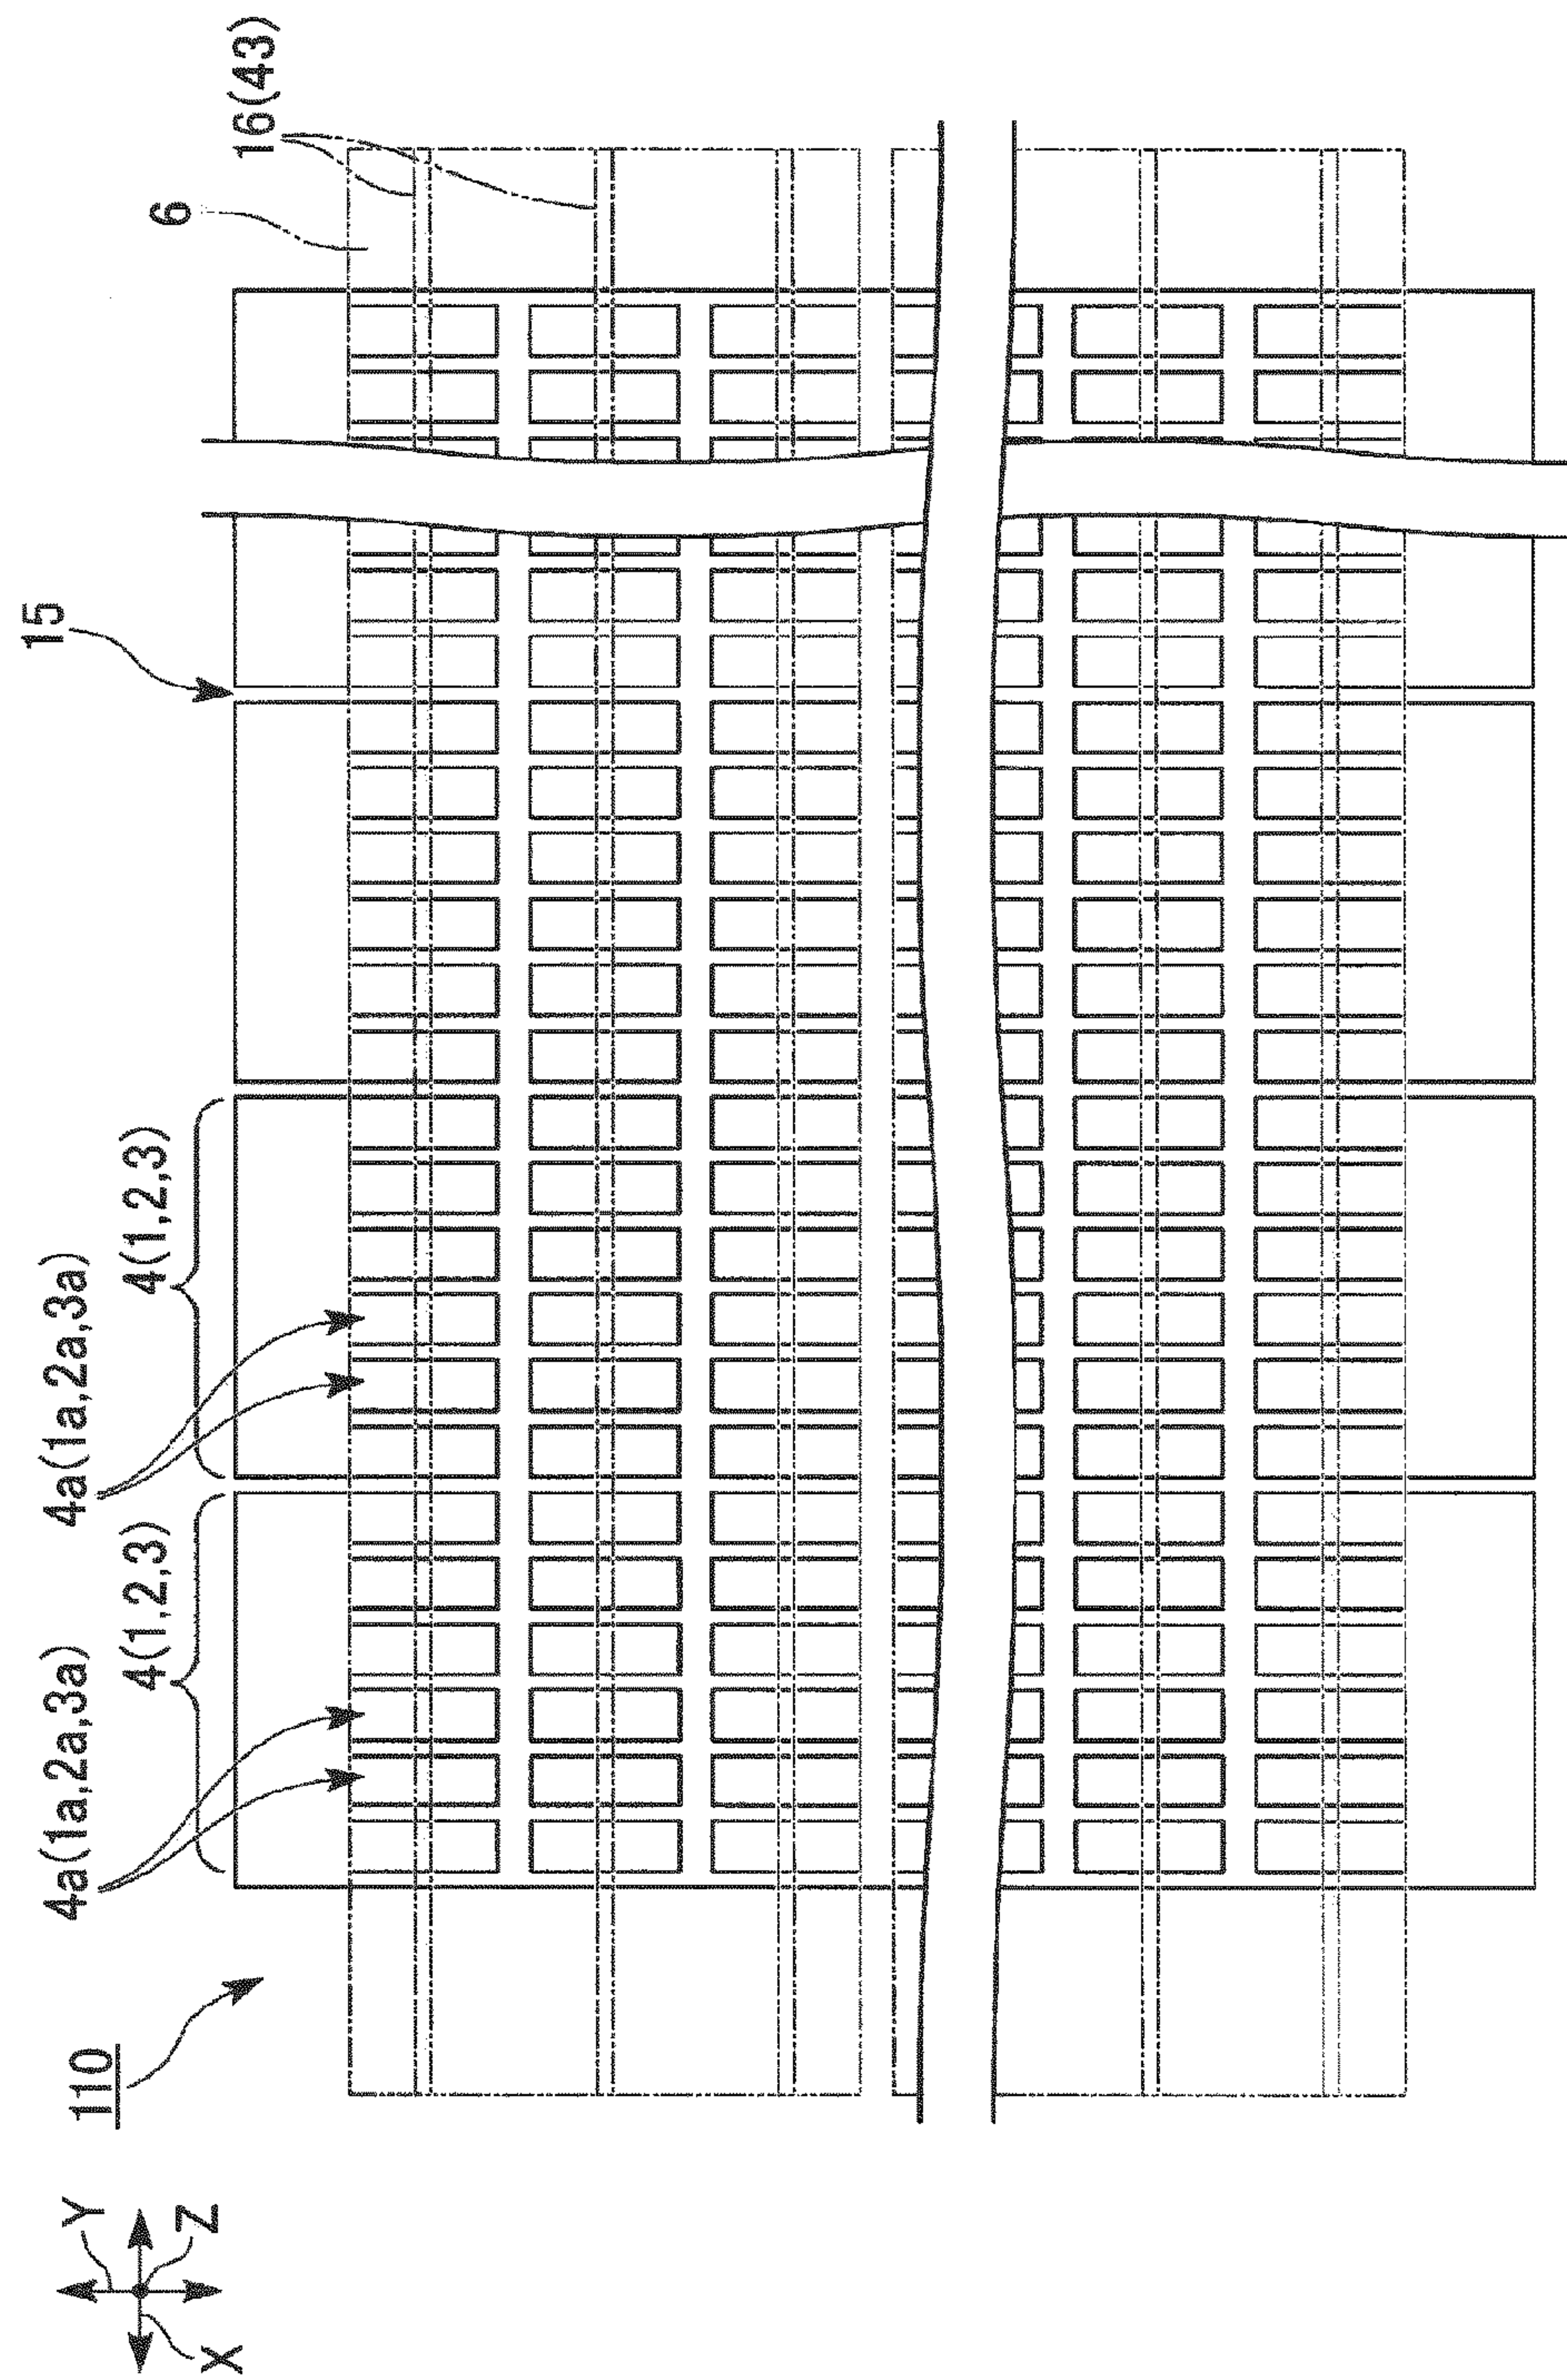 110
4a(1a,2a,3a)
4(1,2,3)
4a(1a,2a,3a)
4(1,2,3)
15
6
16(43)
Y
X
Z